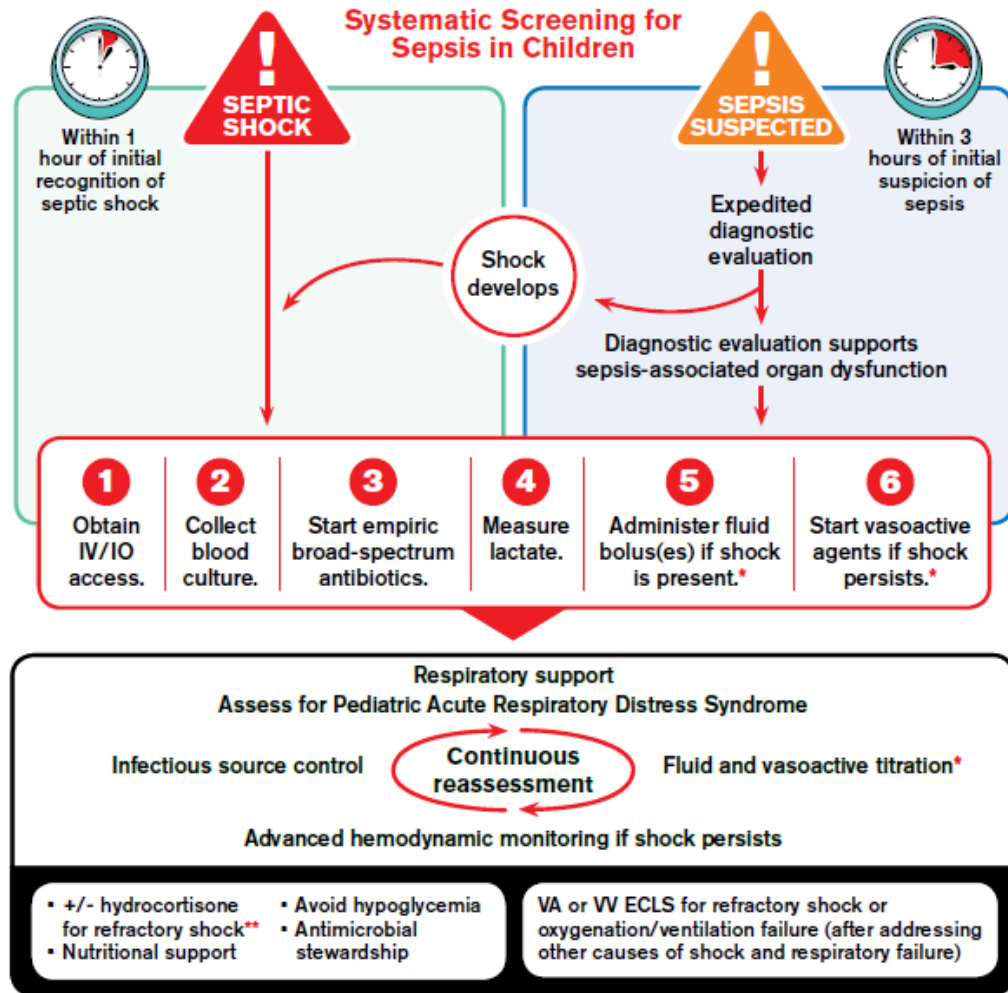 Systematic Screening for
Sepsis in Children
!
SEPTIC
SHOCK
!
SEPSIS
SUSPECTED
Within 1
hour of initial
recognition of
septic shock
Within 3
hours of initial
suspicion of
sepsis
Expedited
diagnostic
evaluation
Shock
develops
Diagnostic evaluation supports
sepsis-associated organ dysfunction
1
Obtain
IV/IO
access.
2
Collect
blood
culture.
3
Start empiric
broad-spectrum
antibiotics.
4
Measure
lactate.
5
Administer fluid
bolus(es) if shock
is present.*
6
Start vasoactive
agents if shock
persists.*
Respiratory support
Assess for Pediatric Acute Respiratory Distress Syndrome
Infectious source control
Continuous
reassessment
Fluid and vasoactive titration*
Advanced hemodynamic monitoring if shock persists
▪ +/- hydrocortisone
for refractory shock**
▪ Nutritional support
▪ Avoid hypoglycemia
▪ Antimicrobial
stewardship
VA or VV ECLS for refractory shock or
oxygenation/ventilation failure (after addressing
other causes of shock and respiratory failure)